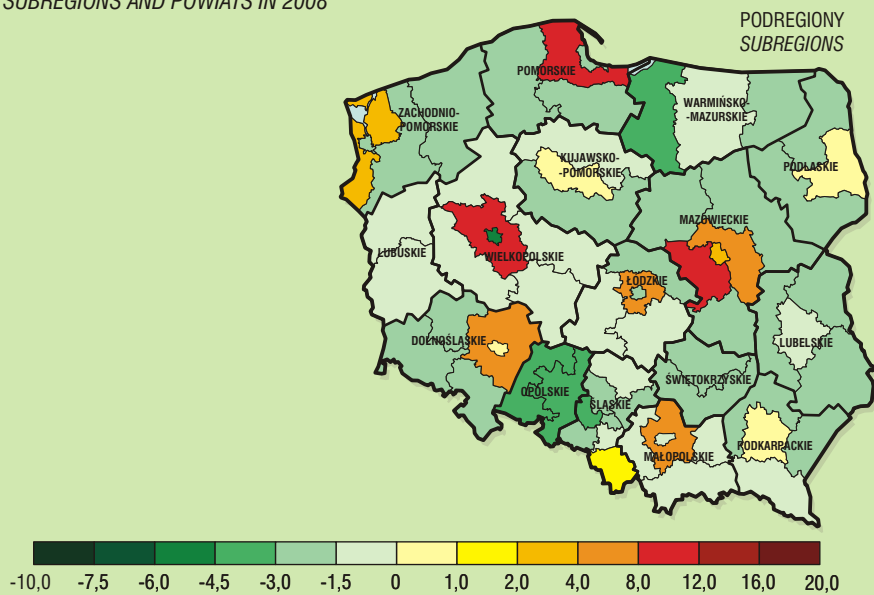 SUBREGIONS AND POWIATS IN 2008
PODREGIONY
SUBREGIONS
POMORSKIE
WARMIŃSKO-
-MAZURSKIE
ZACHODNIO-
POMORSKIE
KUJAWSKO-
-POMORSKIE
PODLASKIE
MAZOWIECKIE
WIELKOPOLSKIE
LUBUSKIE
ŁÓDZKIE
DOLNOŚLĄSKIE
LUBELSKIE
OPOLSKIE
ŚLĄSKIE
ŚWIĘTOKRZYSKIE
MAŁOPOLSKIE
PODKARPACKIE
-10,0 -7,5 -6,0 -4,5 -3,0 -1,5 0 1,0 2,0 4,0 8,0 12,0 16,0 20,0